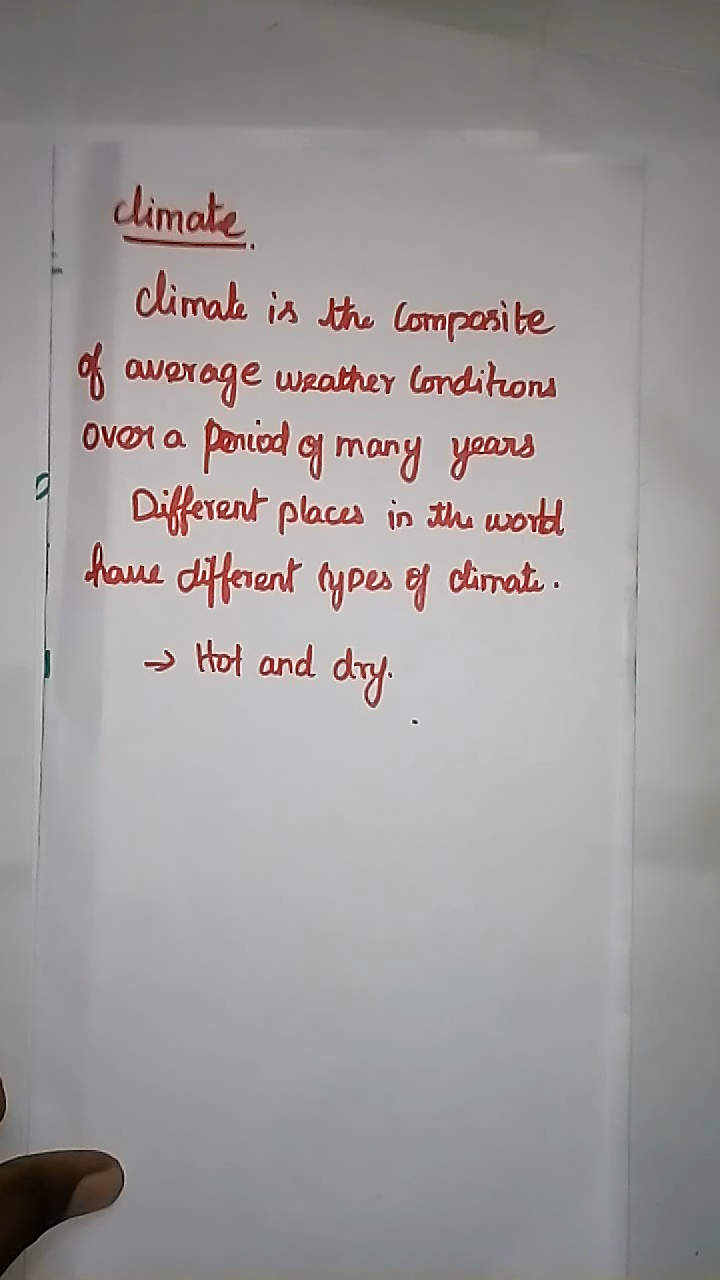 climate.
climate is the composite
of average weather conditions
over a period of many years
Different places in the world
have different types of climate.
→ Hot and dry.